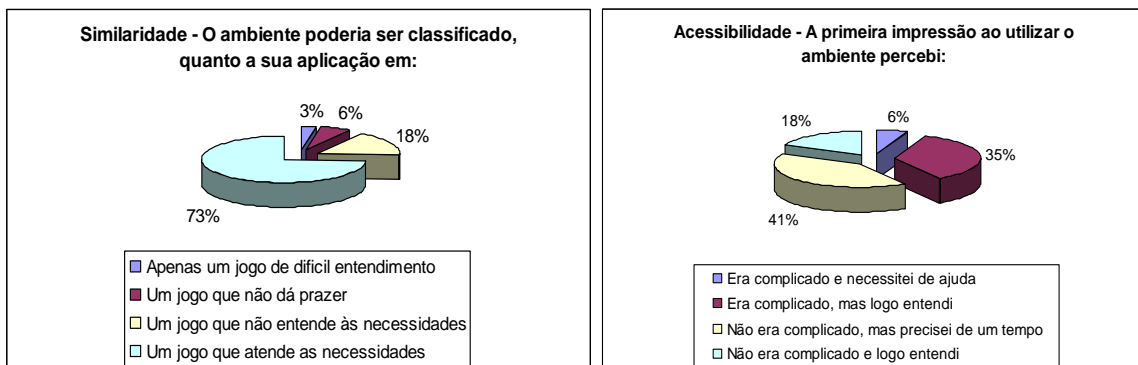 Similaridade - O ambiente poderia ser classificado,
quanto a sua aplicação em:
3%
6%
18%
73%
Apenas um jogo de dificil entendimento
Um jogo que não dá prazer
Um jogo que não entende às necessidades
Um jogo que atende as necessidades
Acessibilidade - A primeira impressão ao utilizar o
ambiente percebi:
18%
6%
35%
41%
Era complicado e necessitei de ajuda
Era complicado, mas logo entendi
Não era complicado, mas precisei de um tempo
Não era complicado e logo entendi